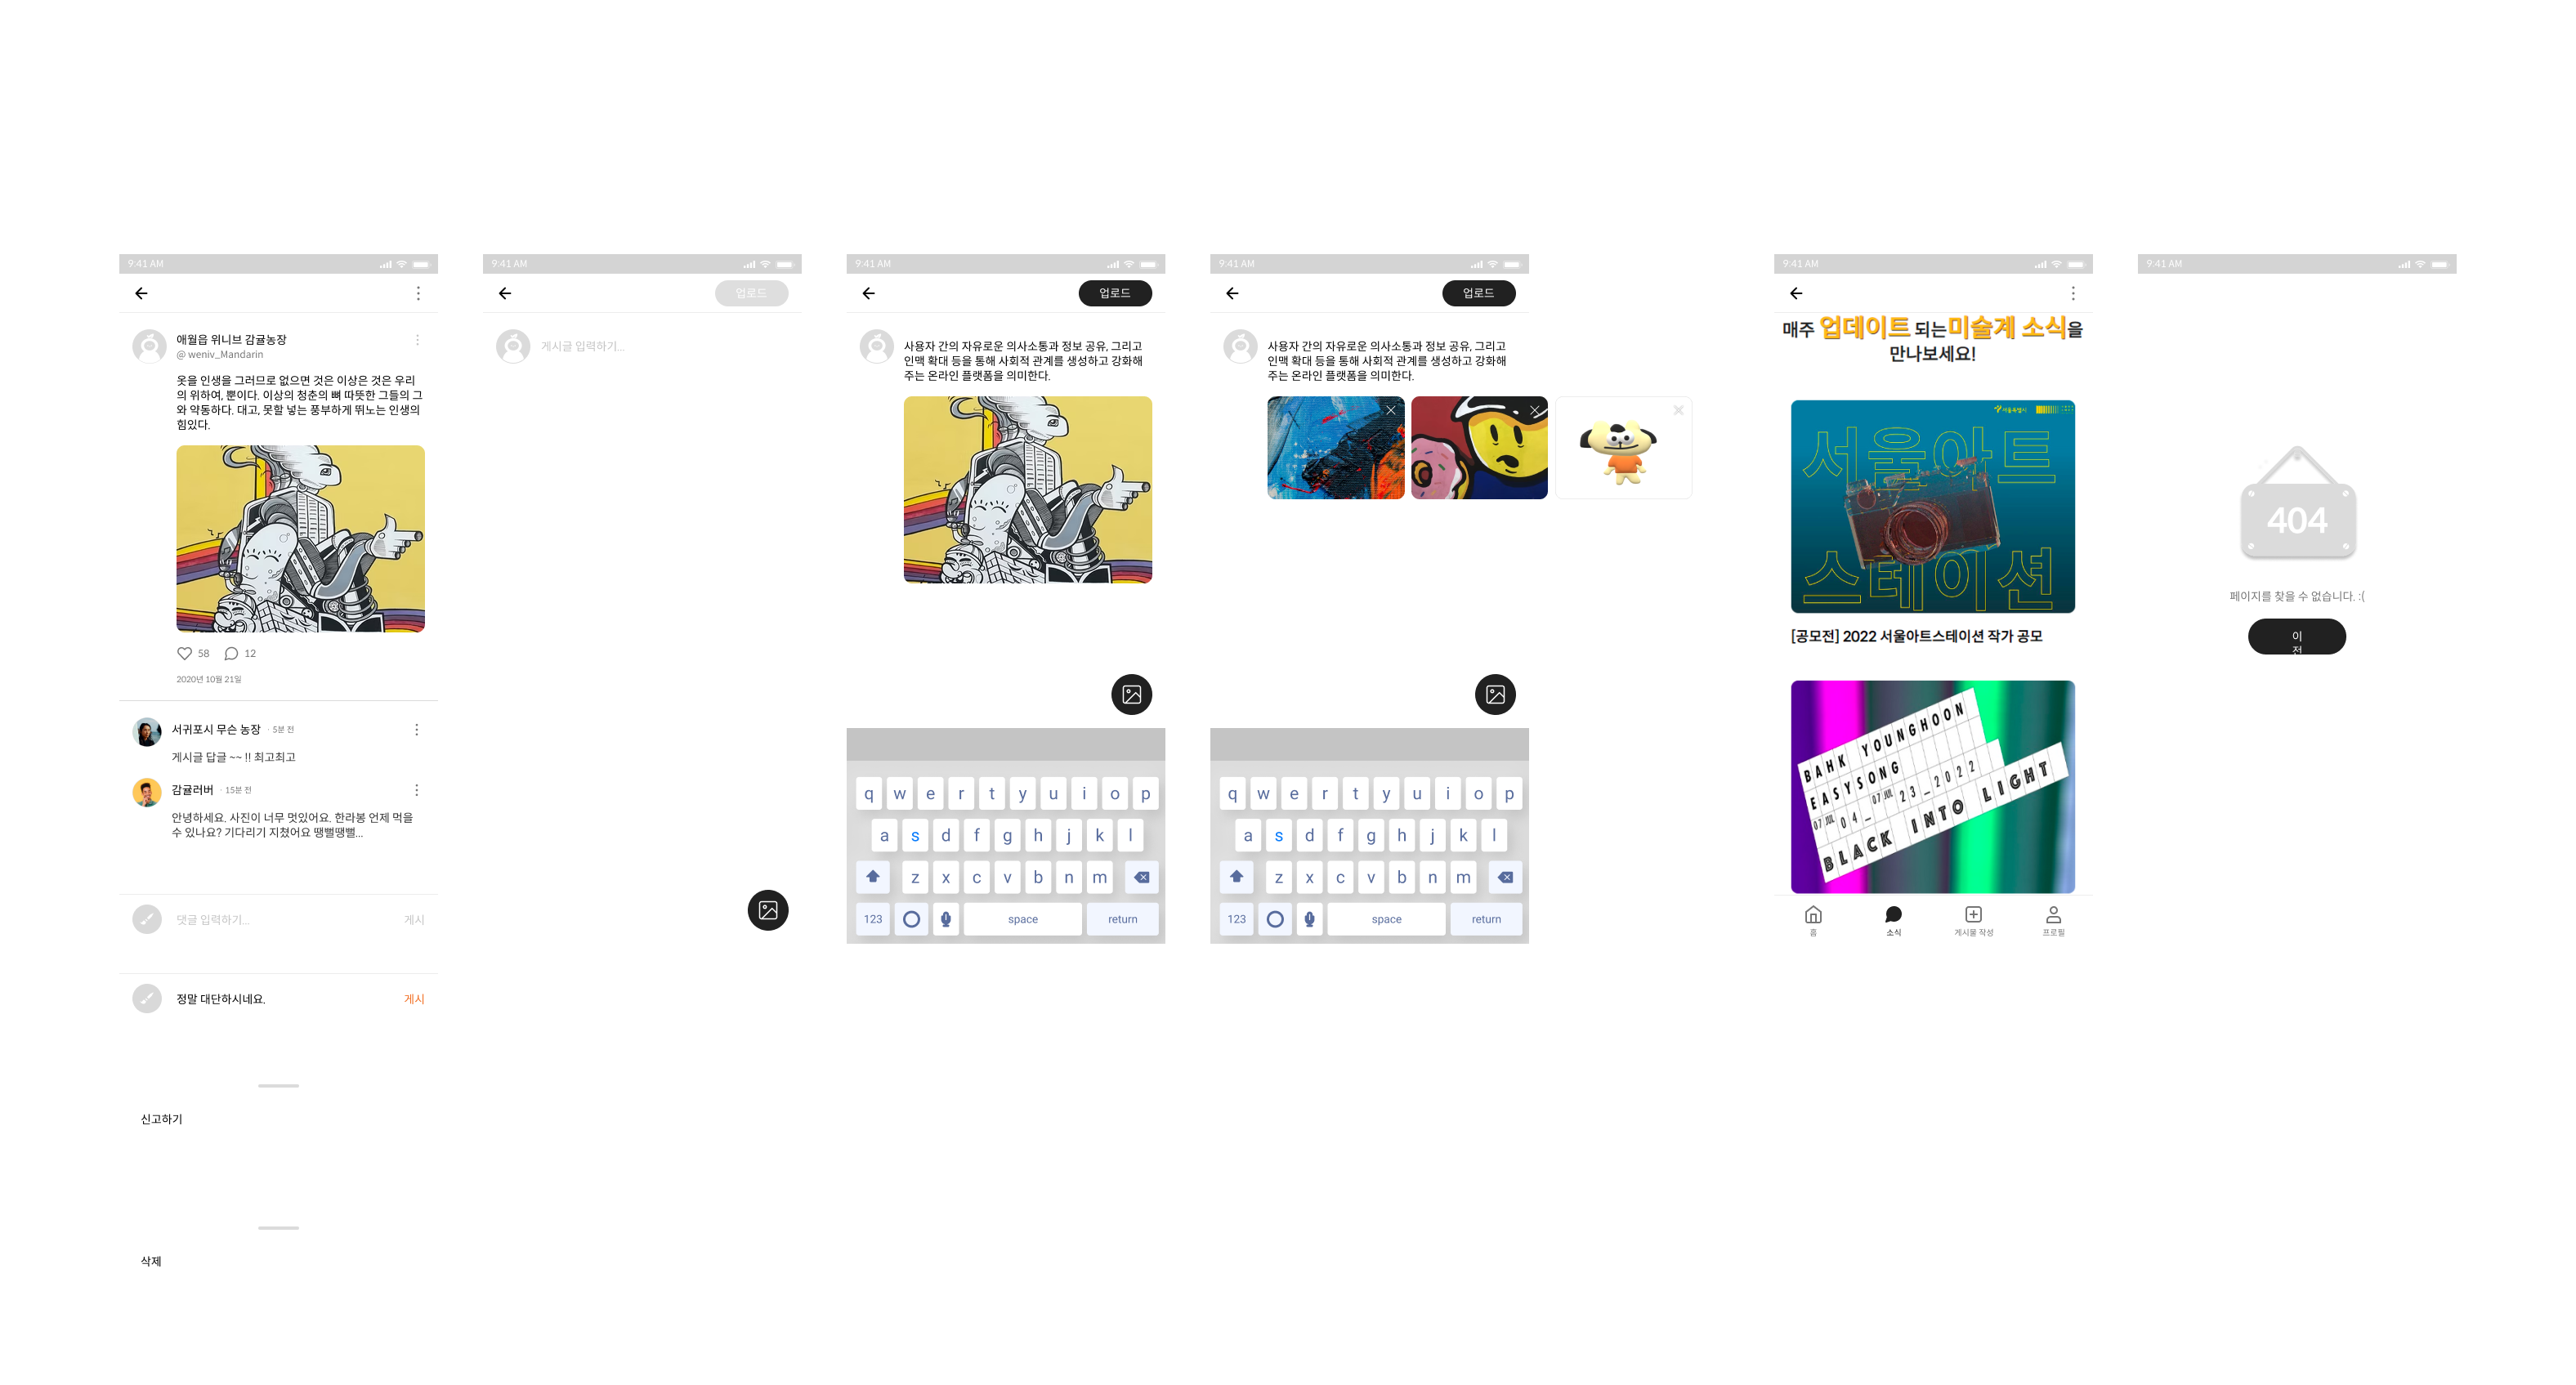 9:41 AM
애월읍 위니브 감귤농장
@ weniv_Mandarin
옷을 인생을 그러므로 없으면 것은 이상은 것은 우리
의 위하여, 뿐이다. 이상의 청춘의 뼈 따뜻한 그들의 그
와 약동하다. 대고, 못할 넣는 풍부하게 뛰노는 인생의
힘있다.
58
12
2020년 10월 21일
서귀포시 무슨 농장
· 5분 전
게시글 답글 ~~ !! 최고최고
감귤러버
· 15분 전
안녕하세요. 사진이 너무 멋있어요. 한라봉 언제 먹을
수 있나요? 기다리기 지쳤어요 땡뻘땡뻘...
댓글 입력하기...
게시
정말 대단하시네요.
게시
신고하기
삭제
9:41 AM
업로드
게시글 입력하기...
9:41 AM
업로드
사용자 간의 자유로운 의사소통과 정보 공유, 그리고
인맥 확대 등을 통해 사회적 관계를 생성하고 강화해
주는 온라인 플랫폼을 의미한다.
q w e r t y u i o p
a s d f g h j k l
z x c v b n m
123 space return
9:41 AM
업로드
사용자 간의 자유로운 의사소통과 정보 공유, 그리고
인맥 확대 등을 통해 사회적 관계를 생성하고 강화해
주는 온라인 플랫폼을 의미한다.
q w e r t y u i o p
a s d f g h j k l
z x c v b n m
123 space return
9:41 AM
매주 업데이트 되는미술계 소식을
만나보세요!
서울특별시
서울아트
스테이션
[공모전] 2022 서울아트스테이션 작가 공모
BAHK YOUNGHOON
EASYSONG
07 JUL 04_ 07 JUL 23_2022
BLACK INTO LIGHT
홈
소식
게시물 작성
프로필
9:41 AM
404
페이지를 찾을 수 없습니다. :(
이
전